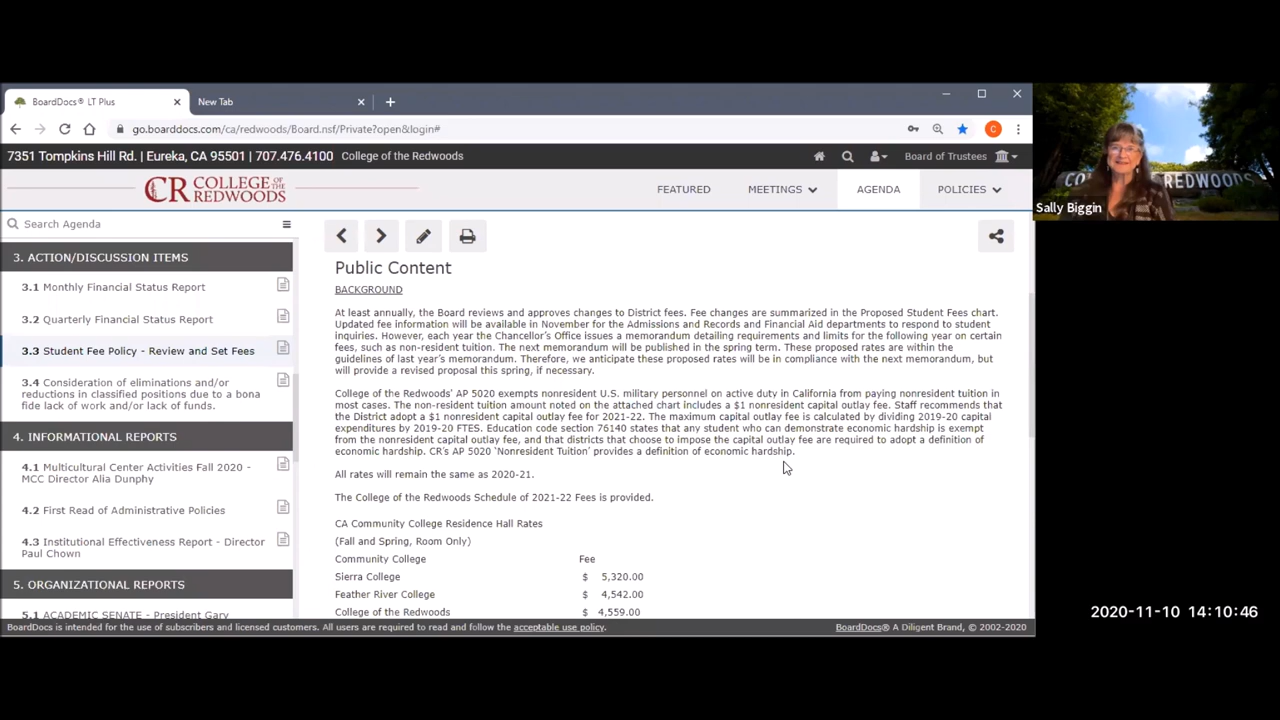 BoardDocs® LT Plus
New Tab
go.boarddocs.com/ca/redwoods/Board.nsf/Private?open&login#
C
7351 Tompkins Hill Rd. | Eureka, CA 95501 | 707.476.4100 College of the Redwoods
Board of Trustees
CR COLLEGE OF THE REDWOODS
FEATURED MEETINGS AGENDA POLICIES
Search Agenda
3. ACTION/DISCUSSION ITEMS
3.1 Monthly Financial Status Report
3.2 Quarterly Financial Status Report
3.3 Student Fee Policy - Review and Set Fees
3.4 Consideration of eliminations and/or
reductions in classified positions due to a bona
fide lack of work and/or lack of funds.
4. INFORMATIONAL REPORTS
4.1 Multicultural Center Activities Fall 2020 -
MCC Director Alia Dunphy
4.2 First Read of Administrative Policies
4.3 Institutional Effectiveness Report - Director
Paul Chown
5. ORGANIZATIONAL REPORTS
5.1 ACADEMIC SENATE - President Gary
Public Content
BACKGROUND
At least annually, the Board reviews and approves changes to District fees. Fee changes are summarized in the Proposed Student Fees chart.
Updated fee information will be available in November for the Admissions and Records and Financial Aid departments to respond to student
inquiries. However, each year the Chancellor's Office issues a memorandum detailing requirements and limits for the following year on certain
fees, such as non-resident tuition. The next memorandum will be published in the spring term. These proposed rates are within the
guidelines of last year's memorandum. Therefore, we anticipate these proposed rates will be in compliance with the next memorandum, but
will provide a revised proposal this spring, if necessary.
College of the Redwoods' AP 5020 exempts nonresident U.S. military personnel on active duty in California from paying nonresident tuition in
most cases. The non-resident tuition amount noted on the attached chart includes a $1 nonresident capital outlay fee. Staff recommends that
the District adopt a $1 nonresident capital outlay fee for 2021-22. The maximum capital outlay fee is calculated by dividing 2019-20 capital
expenditures by 2019-20 FTES. Education code section 76140 states that any student who can demonstrate economic hardship is exempt
from the nonresident capital outlay fee, and that districts that choose to impose the capital outlay fee are required to adopt a definition of
economic hardship. CR's AP 5020 'Nonresident Tuition' provides a definition of economic hardship.
All rates will remain the same as 2020-21.
The College of the Redwoods Schedule of 2021-22 Fees is provided.
CA Community College Residence Hall Rates
(Fall and Spring, Room Only)
Community College Fee
Sierra College $ 5,320.00
Feather River College $ 4,542.00
College of the Redwoods $ 4,559.00
BoardDocs is intended for the use of subscribers and licensed customers. All users are required to read and follow the acceptable use policy.
BoardDocs® A Diligent Brand, © 2002-2020
CO REDWOODS
Sally Biggin
2020-11-10 14:10:46